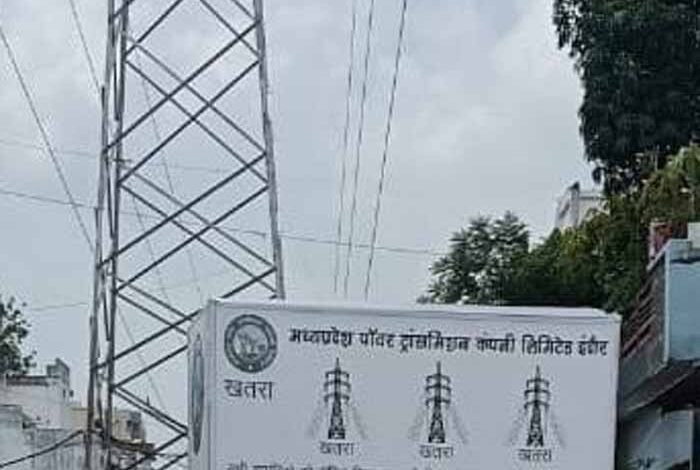 मध्यप्रदेश पॉवर ट्रांसमिशन कंपनी लिमिटेड इंदौर
खतरा
खतरा खतरा खतरा